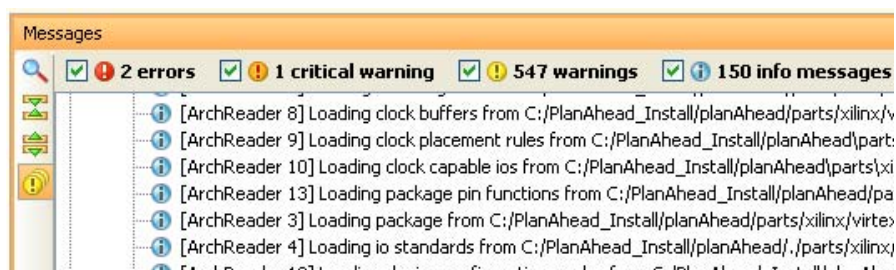 Messages
2 errors 1 critical warning 547 warnings 150 info messages
[ArchReader 8] Loading clock buffers from C:/PlanAhead_Install/planAhead/parts/xilinx/v
[ArchReader 9] Loading clock placement rules from C:/PlanAhead_Install/planAhead\parts
[ArchReader 10] Loading clock capable ios from C:/PlanAhead_Install/planAhead\parts\xi
[ArchReader 13] Loading package pin functions from C:/PlanAhead_Install/planAhead/pa
[ArchReader 3] Loading package from C:/PlanAhead_Install/planAhead/parts/xilinx/virtex
[ArchReader 4] Loading io standards from C:/PlanAhead_Install/planAhead/./parts/xilinx/